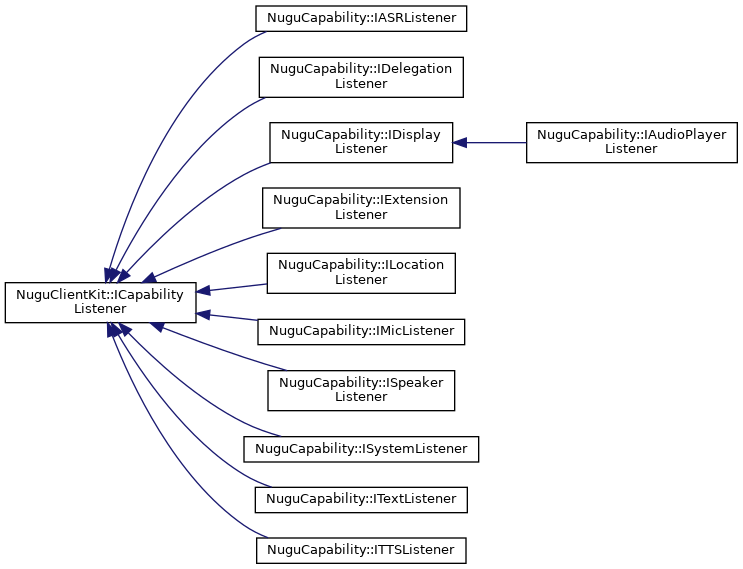 NuguCapability::IASRListener
NuguCapability::IDelegation
Listener
NuguCapability::IDisplay
Listener
NuguCapability::IAudioPlayer
Listener
NuguCapability::IExtension
Listener
NuguCapability::ILocation
Listener
NuguClientKit::ICapability
Listener
NuguCapability::IMicListener
NuguCapability::ISpeaker
Listener
NuguCapability::ISystemListener
NuguCapability::ITextListener
NuguCapability::ITTSListener